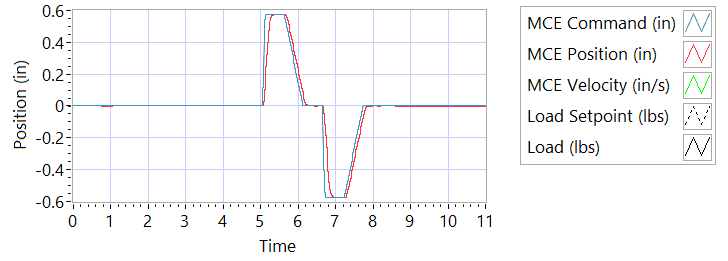 0.6
0.4
0.2
0
-0.2
-0.4
-0.6
Position (in)
0 1 2 3 4 5 6 7 8 9 10 11
Time
MCE Command (in)
MCE Position (in)
MCE Velocity (in/s)
Load Setpoint (lbs)
Load (lbs)